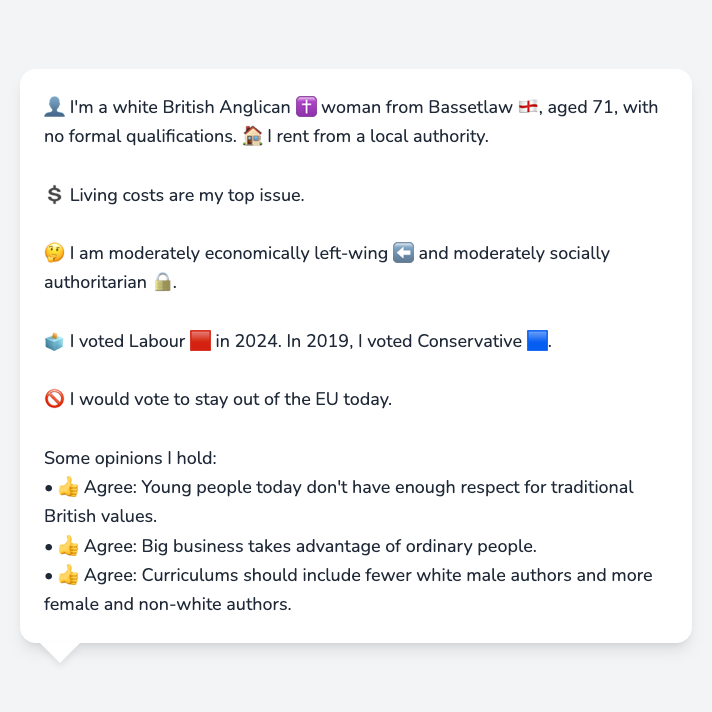 👤 I'm a white British Anglican ✝️ woman from Bassetlaw 🏴󠁧󠁢󠁥󠁮󠁧󠁿, aged 71, with
no formal qualifications. 🏠 I rent from a local authority.
💲 Living costs are my top issue.
🤔 I am moderately economically left-wing ⬅️ and moderately socially
authoritarian 🔒.
🗳️ I voted Labour 🟥 in 2024. In 2019, I voted Conservative 🟦.
🚫 I would vote to stay out of the EU today.
Some opinions I hold:
• 👍 Agree: Young people today don't have enough respect for traditional
British values.
• 👍 Agree: Big business takes advantage of ordinary people.
• 👍 Agree: Curriculums should include fewer white male authors and more
female and non-white authors.